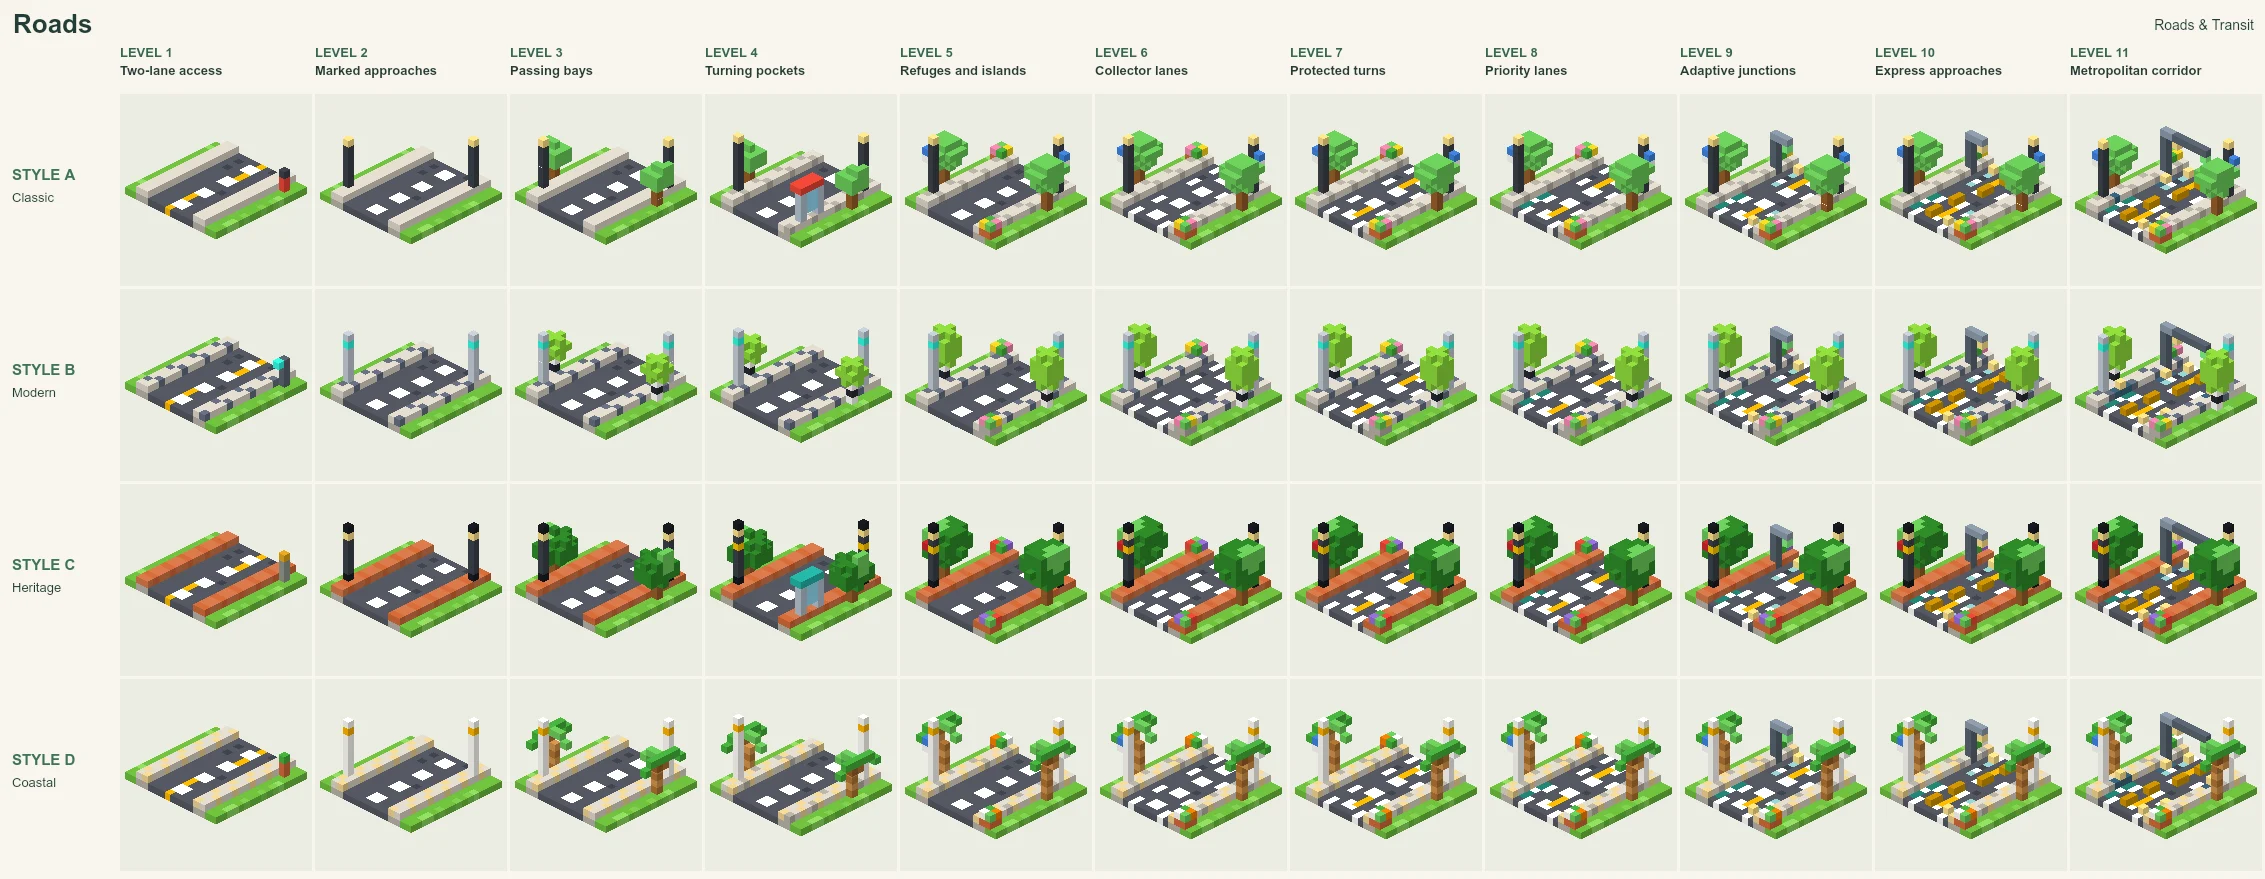 Roads
Roads & Transit
LEVEL 1
Two-lane access
LEVEL 2
Marked approaches
LEVEL 3
Passing bays
LEVEL 4
Turning pockets
LEVEL 5
Refuges and islands
LEVEL 6
Collector lanes
LEVEL 7
Protected turns
LEVEL 8
Priority lanes
LEVEL 9
Adaptive junctions
LEVEL 10
Express approaches
LEVEL 11
Metropolitan corridor
STYLE A
Classic
STYLE B
Modern
STYLE C
Heritage
STYLE D
Coastal